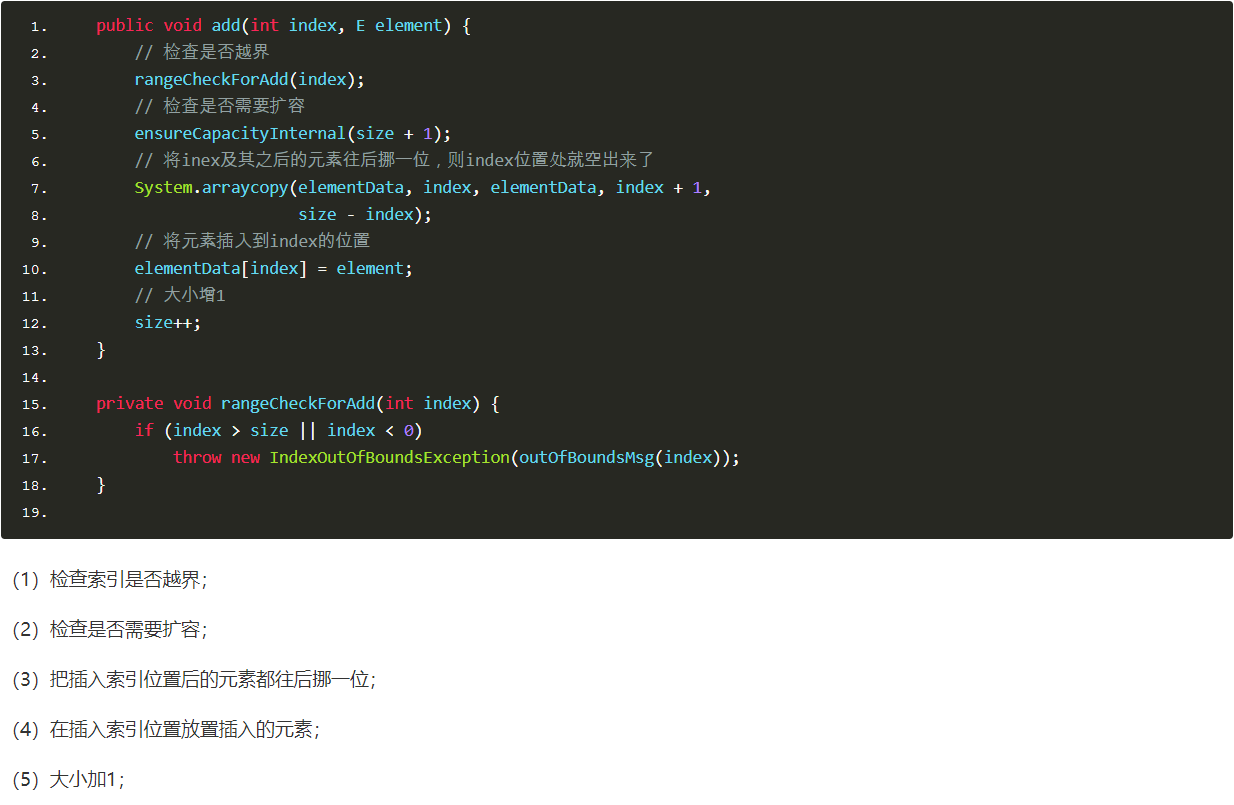 1. public void add(int index, E element) {
2. // 检查是否越界
3. rangeCheckForAdd(index);
4. // 检查是否需要扩容
5. ensureCapacityInternal(size + 1);
6. // 将inex及其之后的元素往后挪一位，则index位置处就空出来了
7. System.arraycopy(elementData, index, elementData, index + 1,
8. size - index);
9. // 将元素插入到index的位置
10. elementData[index] = element;
11. // 大小增1
12. size++;
13. }
14.
15. private void rangeCheckForAdd(int index) {
16. if (index > size || index < 0)
17. throw new IndexOutOfBoundsException(outOfBoundsMsg(index));
18. }
19.
（1）检查索引是否越界；
（2）检查是否需要扩容；
（3）把插入索引位置后的元素都往后挪一位；
（4）在插入索引位置放置插入的元素；
（5）大小加1；